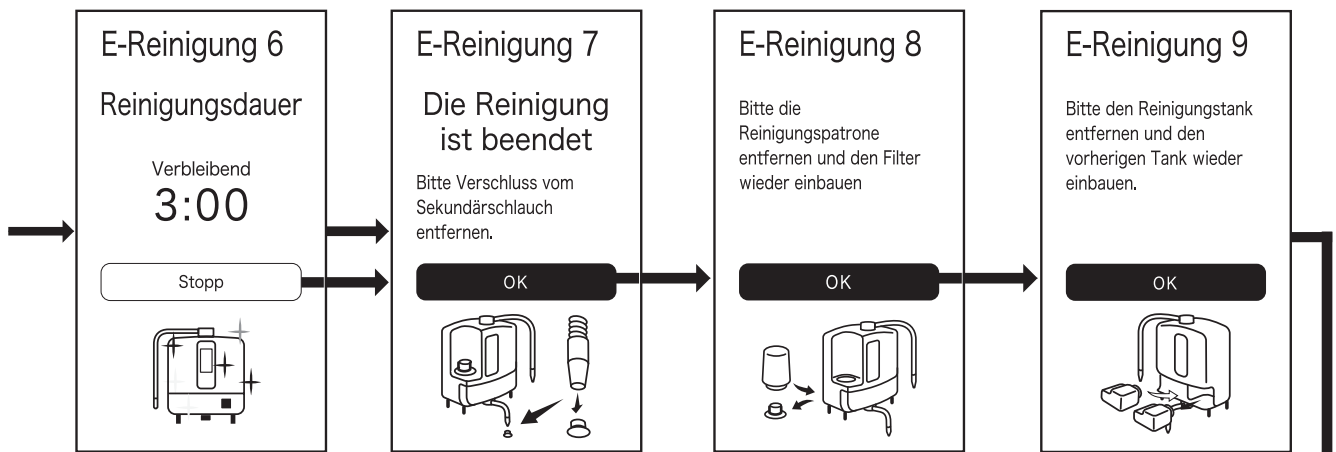 E-Reinigung 6
Reinigungsdauer
Verbleibend
3:00
Stopp
E-Reinigung 7
Die Reinigung
ist beendet
Bitte Verschluss vom
Sekundärschlauch
entfernen.
OK
E-Reinigung 8
Bitte die
Reinigungspatrone
entfernen und den Filter
wieder einbauen
OK
E-Reinigung 9
Bitte den Reinigungstank
entfernen und den
vorherigen Tank wieder
einbauen.
OK